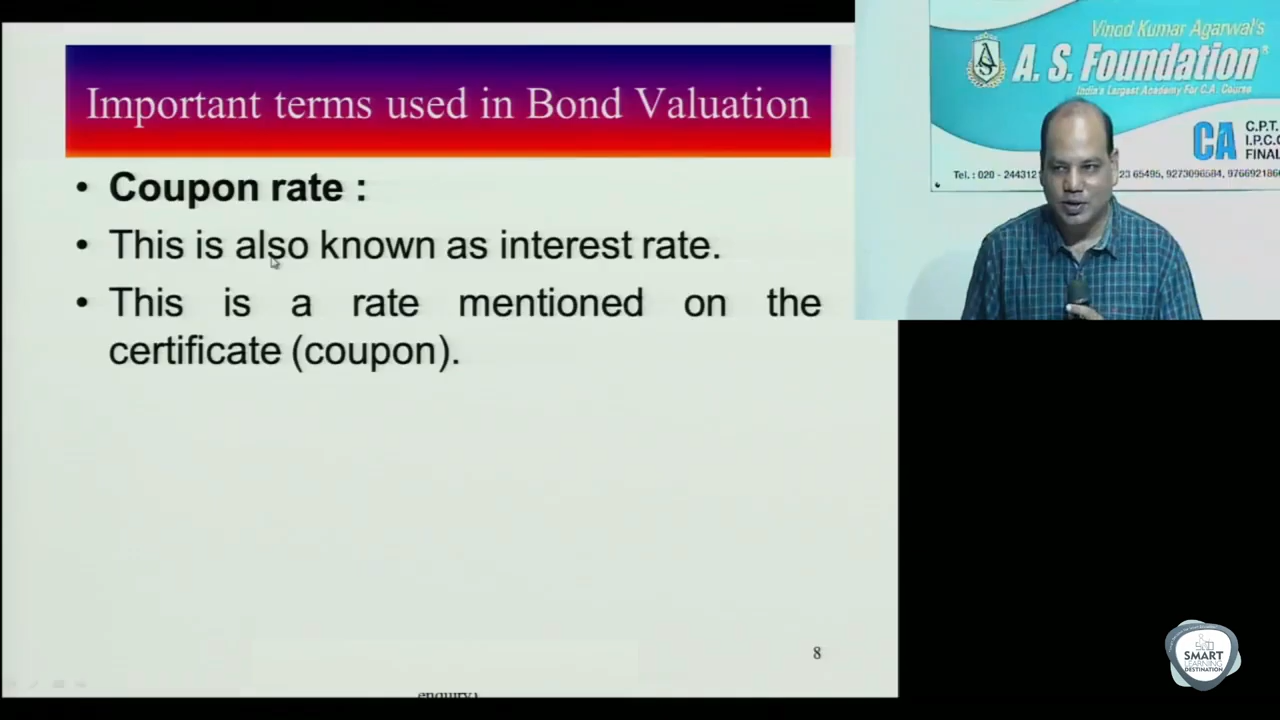 Important terms used in Bond Valuation
• Coupon rate :
• This is also known as interest rate.
• This is a rate mentioned on the
certificate (coupon).
8
enquiry)
Vinod Kumar Agarwal's
A. S. Foundation
India's Largest Academy For C.A. Course
CA
C.P.T.
I.P.C.C
FINAL
Tel. : 020 - 244312
23 65495, 9273096584, 976692186
SMART
LEARNING
DESTINATION